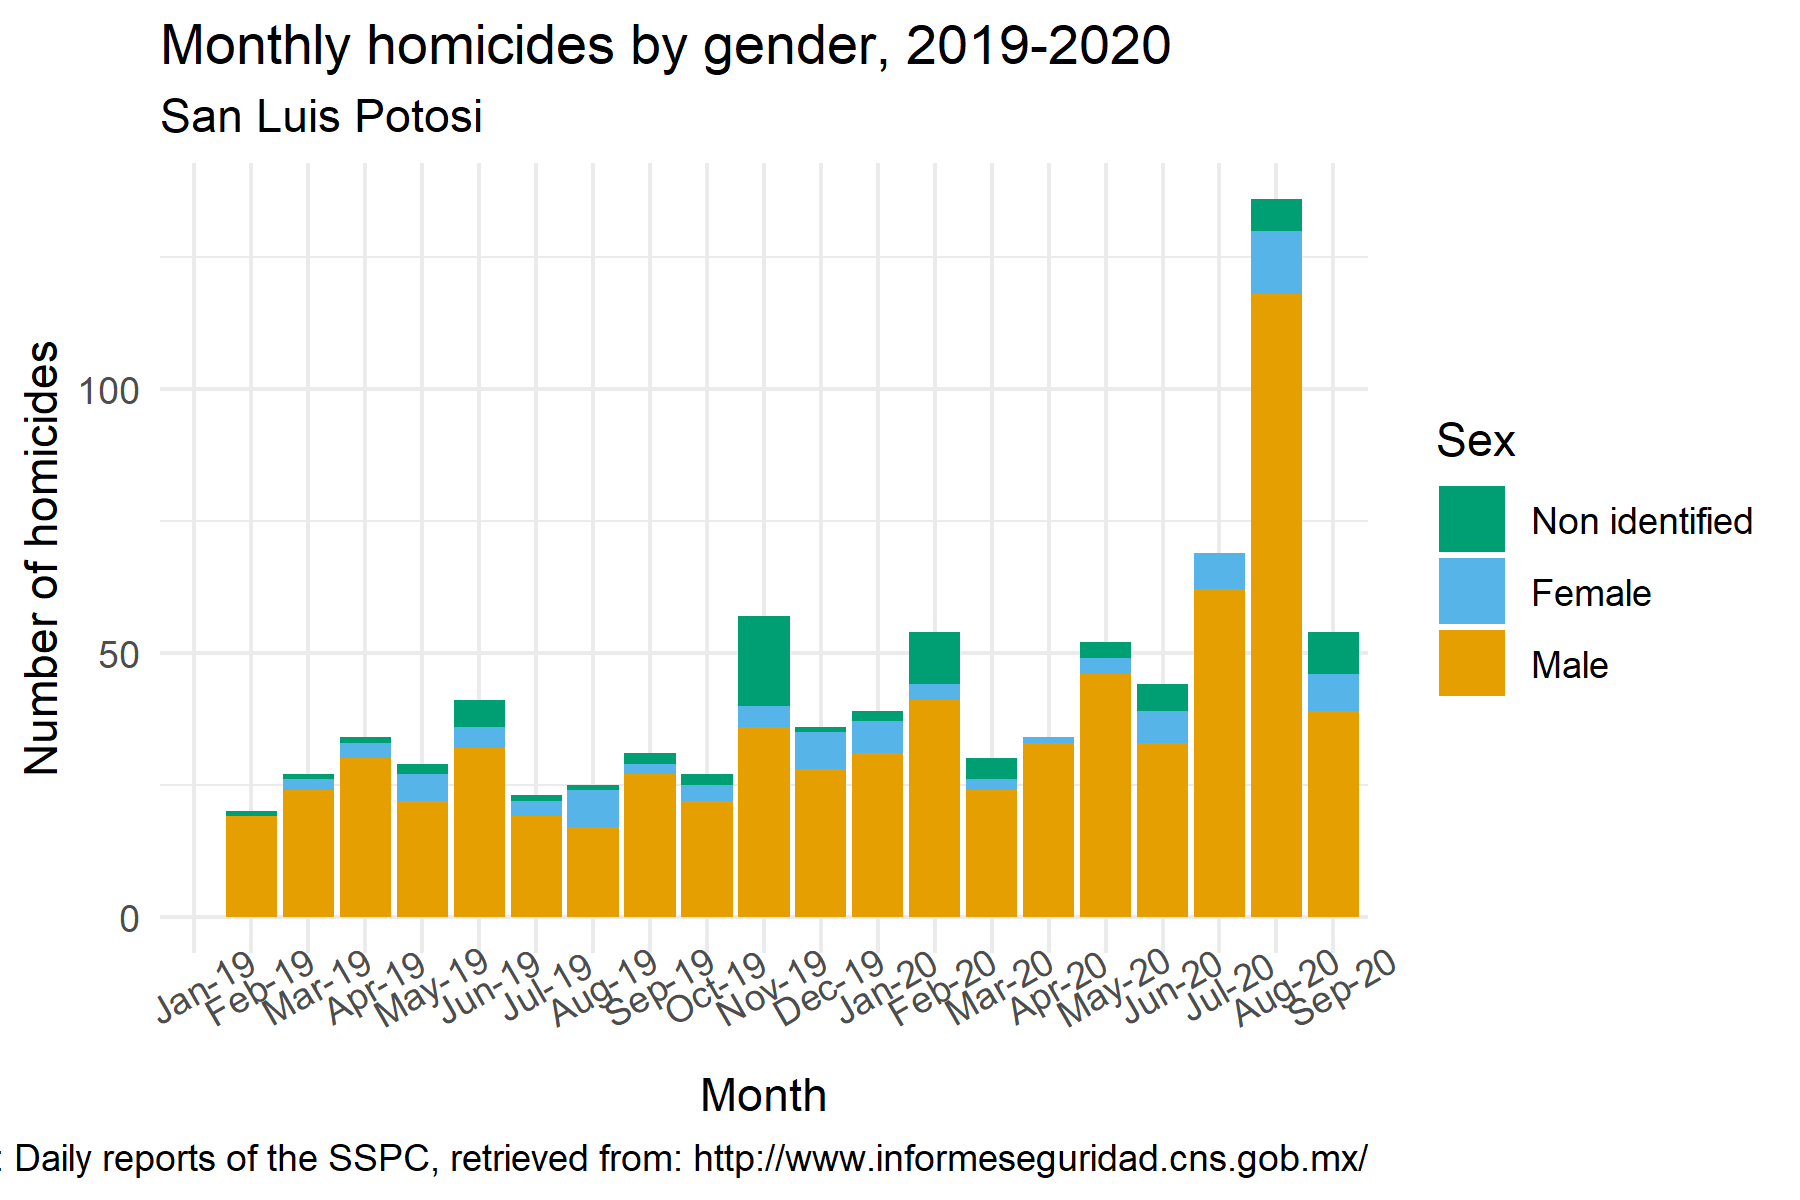 Monthly homicides by gender, 2019-2020
San Luis Potosi
Number of homicides
100
50
0
Jan-19
Feb-19
Mar-19
Apr-19
May-19
Jun-19
Jul-19
Aug-19
Sep-19
Oct-19
Nov-19
Dec-19
Jan-20
Feb-20
Mar-20
Apr-20
May-20
Jun-20
Jul-20
Aug-20
Sep-20
Month
Sex
Non identified
Female
Male
: Daily reports of the SSPC, retrieved from: http://www.informeseguridad.cns.gob.mx/